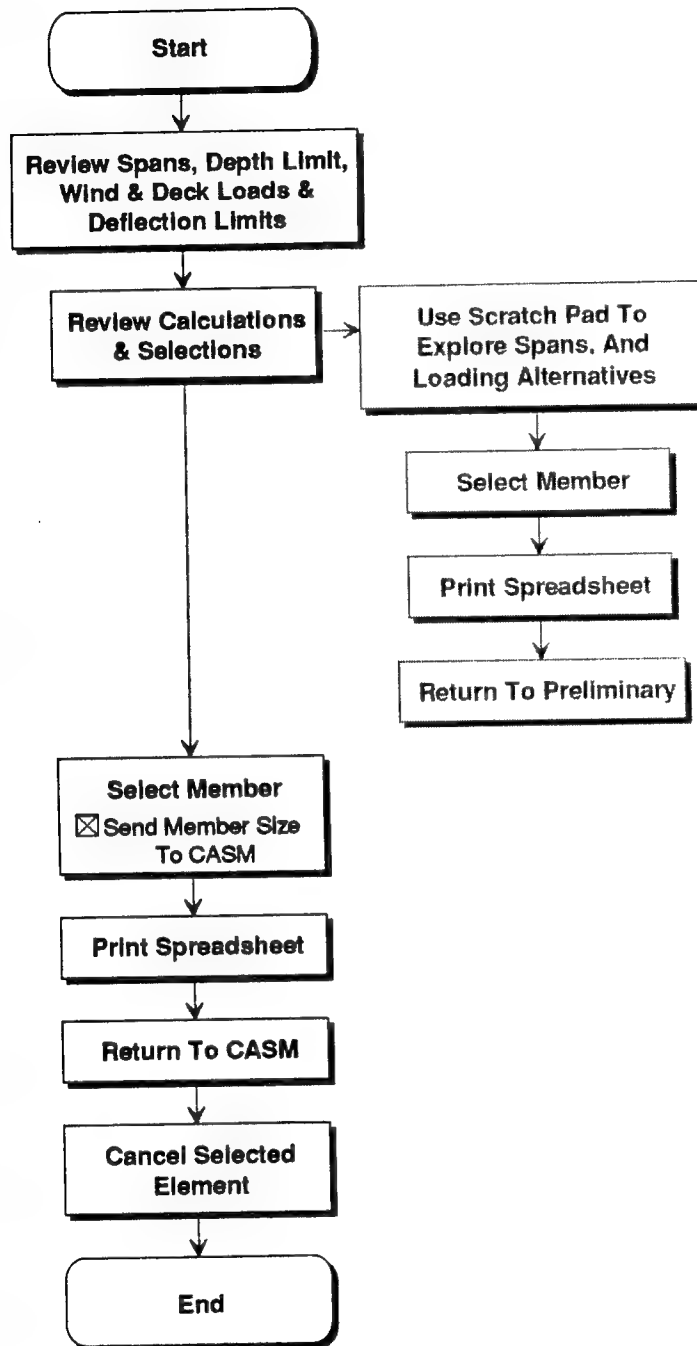 Start
Review Spans, Depth Limit,
Wind & Deck Loads &
Deflection Limits
Review Calculations
& Selections
Use Scratch Pad To
Explore Spans, And
Loading Alternatives
Select Member
Print Spreadsheet
Return To Preliminary
Select Member
☒ Send Member Size
To CASM
Print Spreadsheet
Return To CASM
Cancel Selected
Element
End